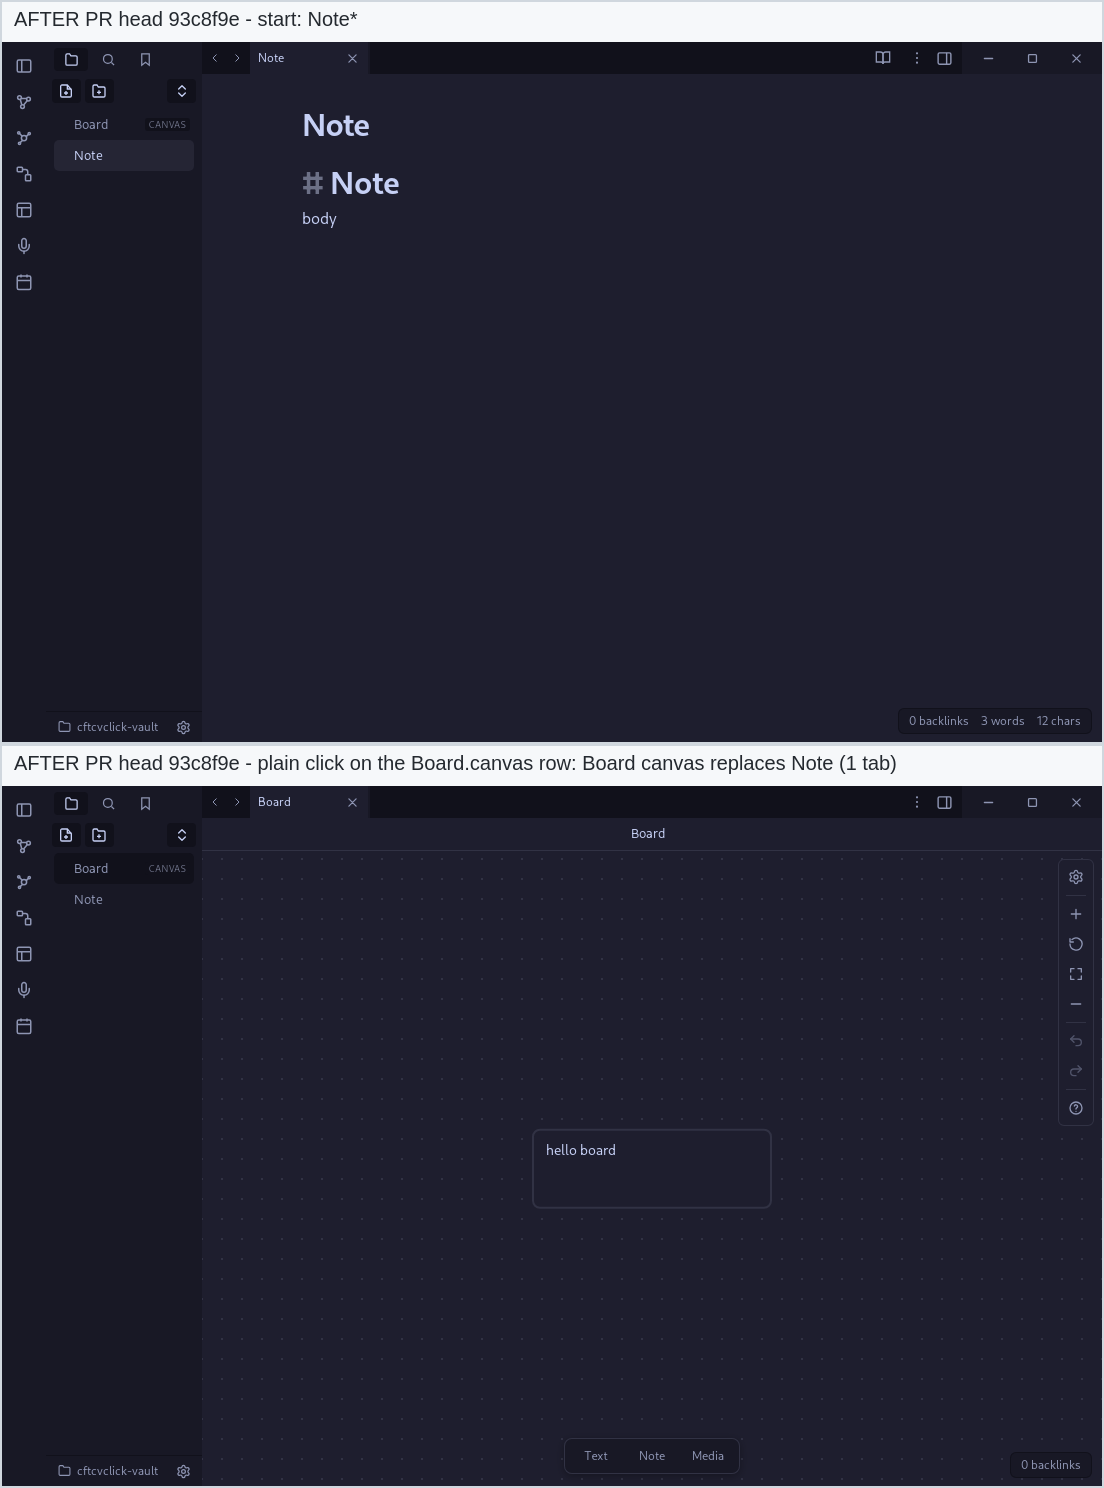 AFTER PR head 93c8f9e - start: Note*
Note
Board CANVAS
Note
Note
# Note
body
cftcvclick-vault
0 backlinks 3 words 12 chars
AFTER PR head 93c8f9e - plain click on the Board.canvas row: Board canvas replaces Note (1 tab)
Board
Board
Board CANVAS
Note
hello board
Text Note Media
cftcvclick-vault
0 backlinks